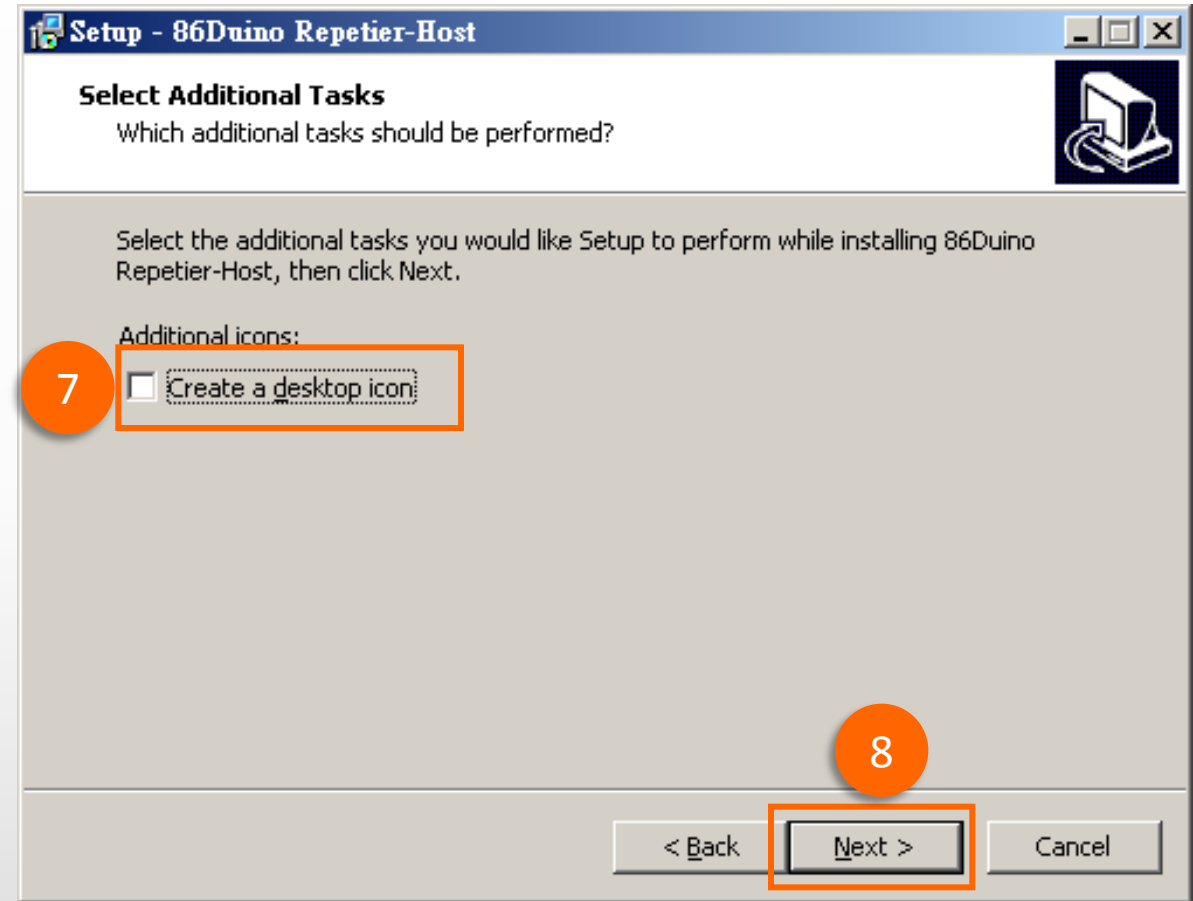 Setup - 86Duino Repetier-Host
Select Additional Tasks
Which additional tasks should be performed?
Select the additional tasks you would like Setup to perform while installing 86Duino
Repetier-Host, then click Next.
Additional icons:
7
Create a desktop icon
8
< Back
Next >
Cancel